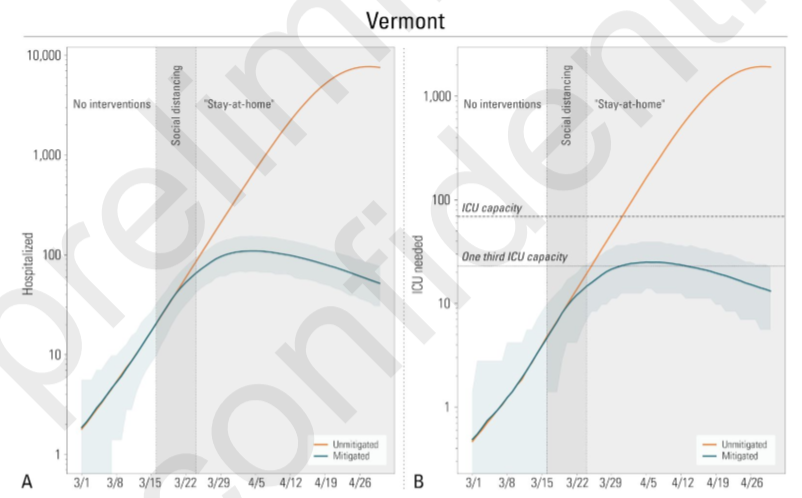 Vermont
10,000
1,000
100
10
1
Hospitalized
No interventions
Social distancing
"Stay-at-home"
Unmitigated
Mitigated
3/1 3/8 3/15 3/22 3/29 4/5 4/12 4/19 4/26
A
1,000
100
10
1
ICU needed
No interventions
Social distancing
"Stay-at-home"
ICU capacity
One third ICU capacity
Unmitigated
Mitigated
3/1 3/8 3/15 3/22 3/29 4/5 4/12 4/19 4/26
B